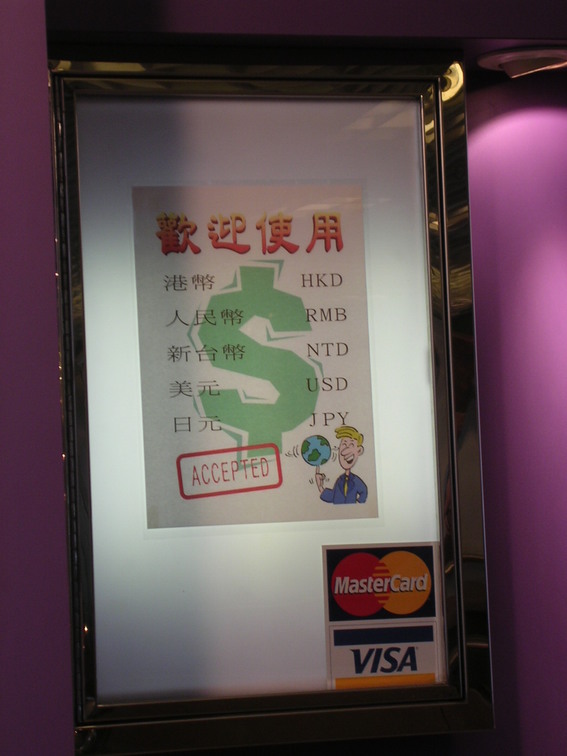 歡迎使用
港幣 HKD
人民幣 RMB
新台幣 NTD
美元 USD
日元 JPY
ACCEPTED
MasterCard
VISA